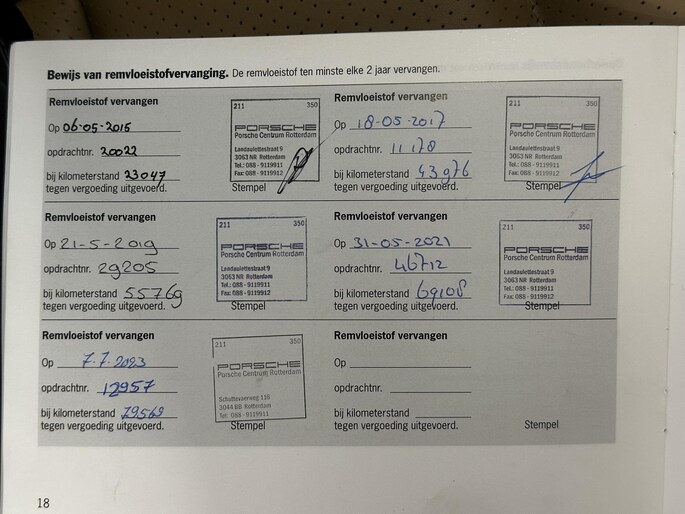 Bewijs van remvloeistofvervanging. De remvloeistof ten minste elke 2 jaar vervangen.
Remvloeistof vervangen
Op 06-05-2015
opdrachtnr. 20022
bij kilometerstand 23047
tegen vergoeding uitgevoerd.
211 350
PORSCHE
Porsche Centrum Rotterdam
Landaulettestraat 9
3063 NR Rotterdam
Tel.: 088 - 9119911
Fax: 088 - 9119912
Stempel
Remvloeistof vervangen
Op 18-05-2017
opdrachtnr. 11178
bij kilometerstand 43976
tegen vergoeding uitgevoerd.
211 350
PORSCHE
Porsche Centrum Rotterdam
Landaulettestraat 9
3063 NR Rotterdam
Tel.: 088 - 9119911
Fax: 088 - 9119912
Stempel
Remvloeistof vervangen
Op 21-5-2019
opdrachtnr. 29205
bij kilometerstand 55769
tegen vergoeding uitgevoerd.
211 350
PORSCHE
Porsche Centrum Rotterdam
Landaulettestraat 9
3063 NR Rotterdam
Tel.: 088 - 9119911
Fax: 088 - 9119912
Stempel
Remvloeistof vervangen
Op 31-05-2021
opdrachtnr. 46712
bij kilometerstand 69108
tegen vergoeding uitgevoerd.
211 350
PORSCHE
Porsche Centrum Rotterdam
Landaulettestraat 9
3063 NR Rotterdam
Tel.: 088 - 9119911
Fax: 088 - 9119912
Stempel
Remvloeistof vervangen
Op 7-7-2023
opdrachtnr. 12957
bij kilometerstand 79569
tegen vergoeding uitgevoerd.
211 350
PORSCHE
Porsche Centrum Rotterdam
3044 BB Rotterdam
Tel: 088 - 9119911
Stempel
Remvloeistof vervangen
Op
opdrachtnr.
bij kilometerstand
tegen vergoeding uitgevoerd.
Stempel
18